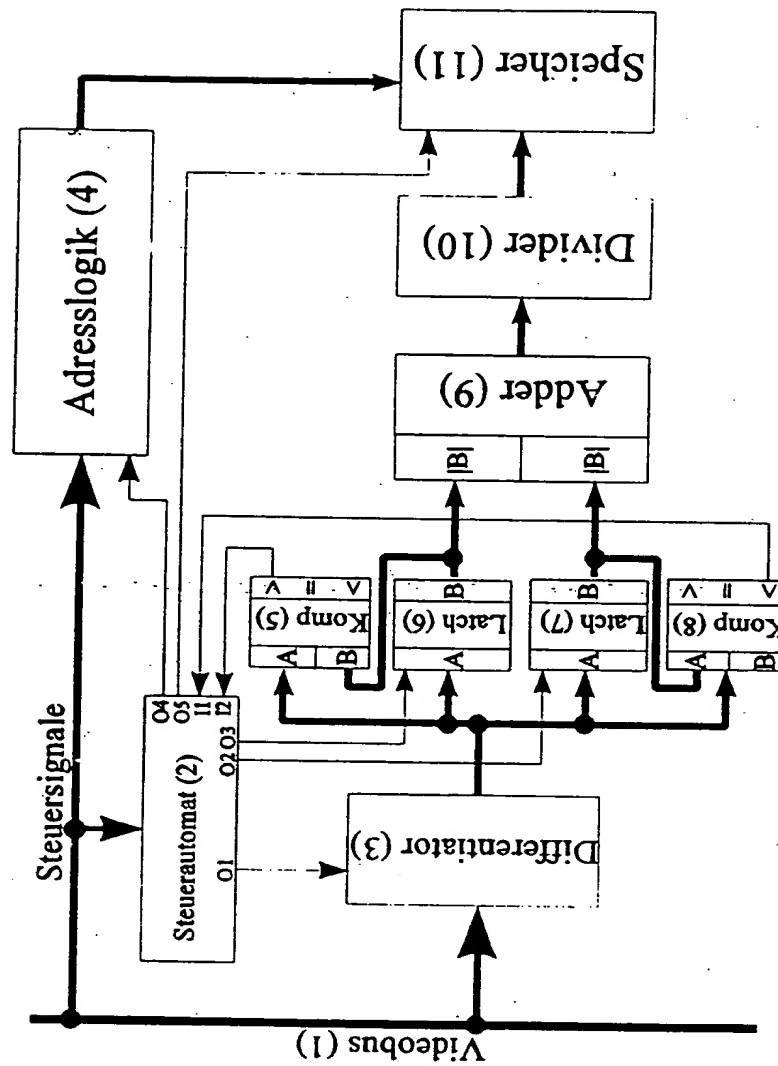 Steuersignale
Adresslogik (4)
Speicher (11)
Divider (10)
Adder (9)
|B|
|B|
Steuerautomat (2)
O4
O5
I1
I2
O2 O3
O1
Komp (5)
A
B
<
=
>
Latch (6)
A
B
Latch (7)
A
B
Komp (8)
A
B
<
=
>
Differentiator (3)
Videobus (1)